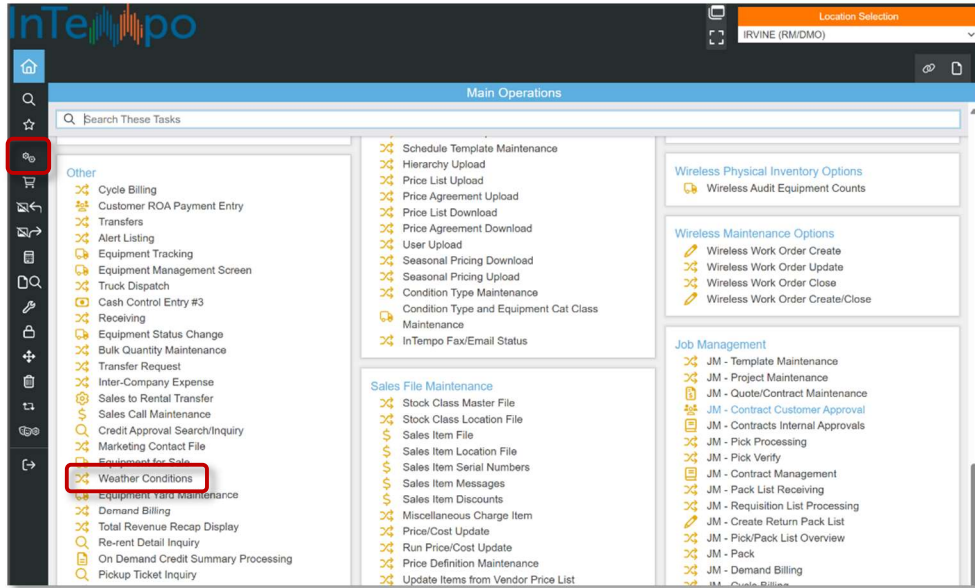 InTempo
Location Selection
IRVINE (RM/DMO)
Main Operations
Search These Tasks
Other
Cycle Billing
Customer ROA Payment Entry
Transfers
Alert Listing
Equipment Tracking
Equipment Management Screen
Truck Dispatch
Cash Control Entry #3
Receiving
Equipment Status Change
Bulk Quantity Maintenance
Transfer Request
Inter-Company Expense
Sales to Rental Transfer
Sales Call Maintenance
Credit Approval Search/Inquiry
Marketing Contact File
Equipment for Sale
Weather Conditions
Equipment Yard Maintenance
Demand Billing
Total Revenue Recap Display
Re-rent Detail Inquiry
On Demand Credit Summary Processing
Pickup Ticket Inquiry
Schedule Template Maintenance
Hierarchy Upload
Price List Upload
Price Agreement Upload
Price List Download
Price Agreement Download
User Upload
Seasonal Pricing Download
Seasonal Pricing Upload
Condition Type Maintenance
Condition Type and Equipment Cat Class
Maintenance
InTempo Fax/Email Status
Sales File Maintenance
Stock Class Master File
Stock Class Location File
Sales Item File
Sales Item Location File
Sales Item Serial Numbers
Sales Item Messages
Sales Item Discounts
Miscellaneous Charge Item
Price/Cost Update
Run Price/Cost Update
Price Definition Maintenance
Update Items from Vendor Price List
Wireless Physical Inventory Options
Wireless Audit Equipment Counts
Wireless Maintenance Options
Wireless Work Order Create
Wireless Work Order Update
Wireless Work Order Close
Wireless Work Order Create/Close
Job Management
JM - Template Maintenance
JM - Project Maintenance
JM - Quote/Contract Maintenance
JM - Contract Customer Approval
JM - Contracts Internal Approvals
JM - Pick Processing
JM - Pick Verify
JM - Contract Management
JM - Pack List Receiving
JM - Requisition List Processing
JM - Create Return Pack List
JM - Pick/Pack List Overview
JM - Pack
JM - Demand Billing
JM - Cycle Billing